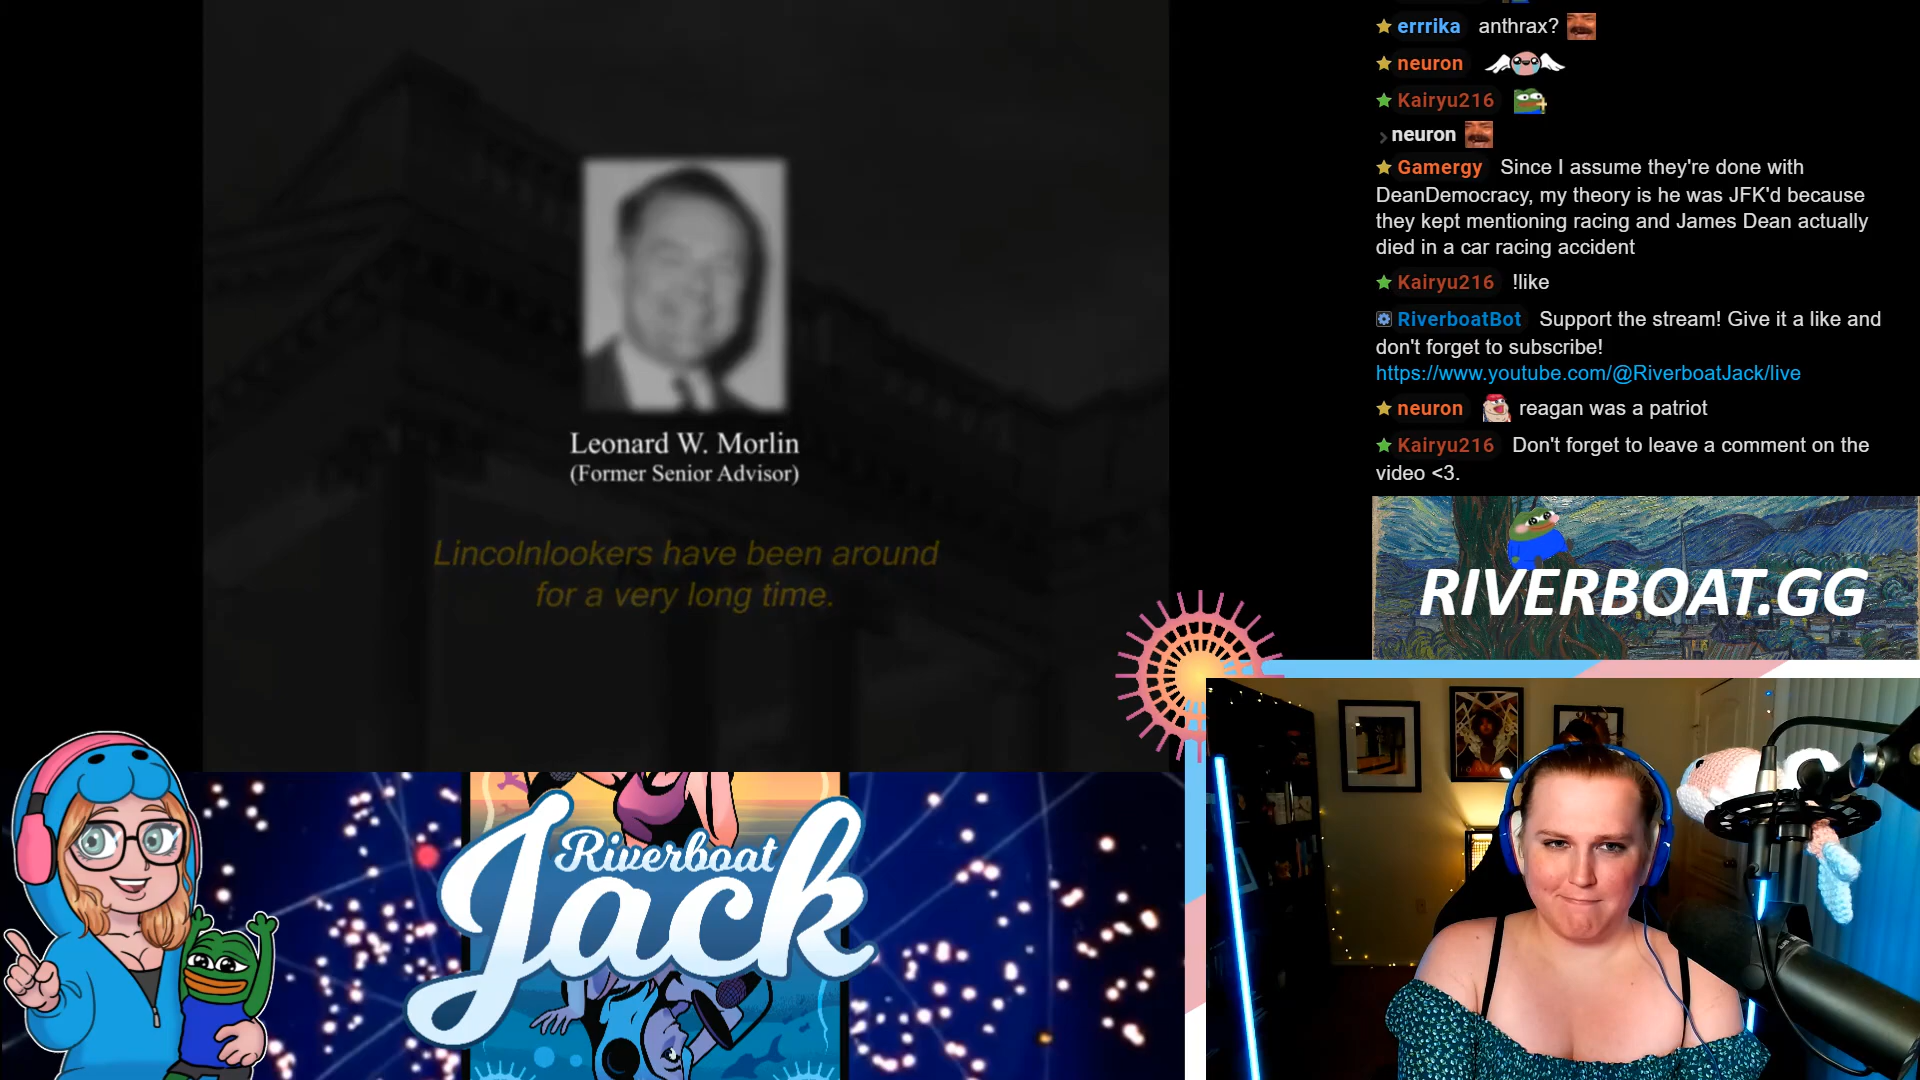 errrika anthrax?
neuron
Kairyu216
neuron
Gamergy Since I assume they're done with
DeanDemocracy, my theory is he was JFK'd because
they kept mentioning racing and James Dean actually
died in a car racing accident
Kairyu216 !like
RiverboatBot Support the stream! Give it a like and
don't forget to subscribe!
https://www.youtube.com/@RiverboatJack/live
neuron reagan was a patriot
Kairyu216 Don't forget to leave a comment on the
video <3.
RIVERBOAT.GG
Leonard W. Morlin
(Former Senior Advisor)
Lincolnlookers have been around
for a very long time.
Riverboat
Jack